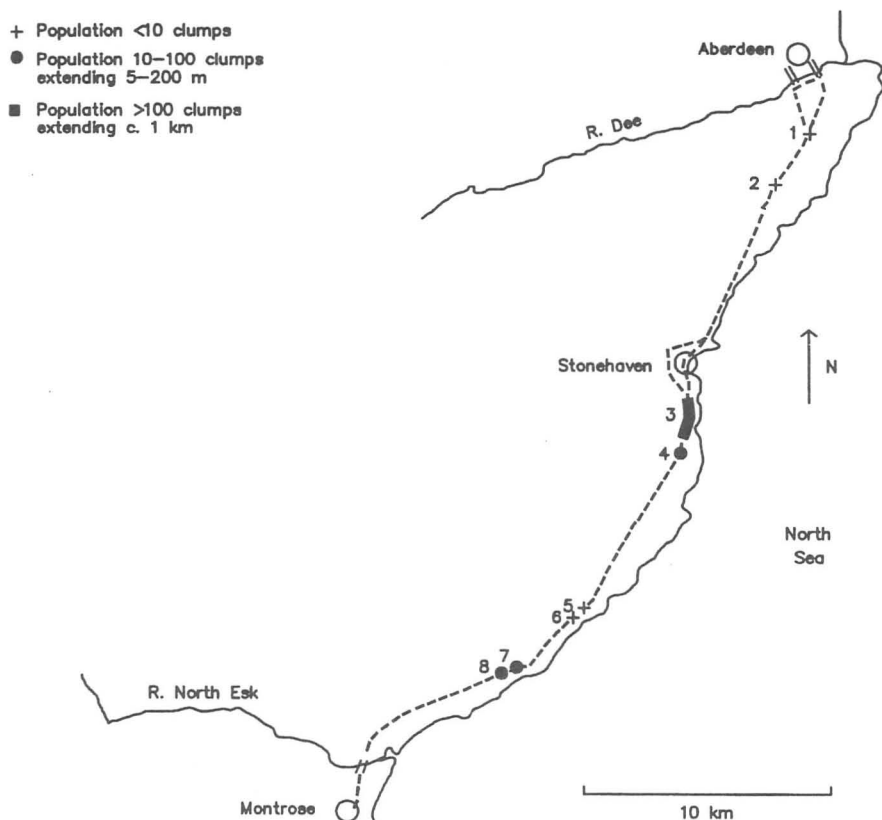 + Population <10 clumps
● Population 10–100 clumps
extending 5–200 m
■ Population >100 clumps
extending c. 1 km
Aberdeen
R. Dee
1
2
Stonehaven
N
3
4
North
Sea
5
6
7
8
R. North Esk
Montrose
10 km